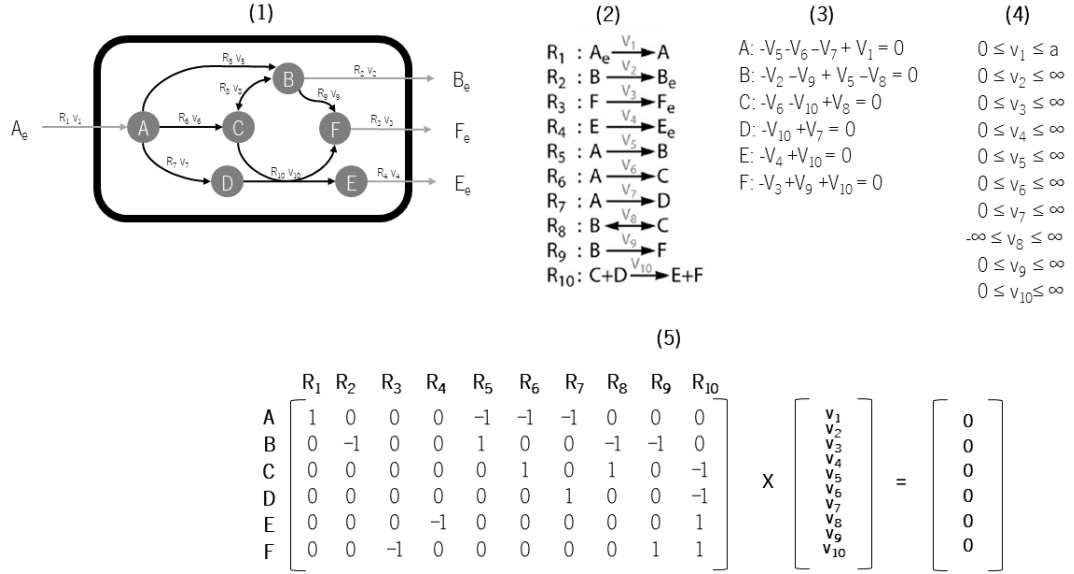 (1)
R₅ v₅
B
R₂ v₂
Bₑ
R₈ v₈
R₉ v₉
Aₑ
R₁ v₁
A
R₆ v₆
C
F
R₃ v₃
Fₑ
R₇ v₇
D
R₁₀ v₁₀
E
R₄ v₄
Eₑ
(2)
R₁ : Aₑ V₁ A
R₂ : B V₂ Bₑ
R₃ : F V₃ Fₑ
R₄ : E V₄ Eₑ
R₅ : A V₅ B
R₆ : A V₆ C
R₇ : A V₇ D
R₈ : B V₈ C
R₉ : B V₉ F
R₁₀: C+D V₁₀ E+F
(3)
A: -V₅-V₆-V₇ + V₁ = 0
B: -V₂ -V₉ + V₅ -V₈ = 0
C: -V₆ -V₁₀ +V₈ = 0
D: -V₁₀ +V₇ = 0
E: -V₄ +V₁₀ = 0
F: -V₃ +V₉ +V₁₀ = 0
(4)
0 ≤ v₁ ≤ a
0 ≤ v₂ ≤ ∞
0 ≤ v₃ ≤ ∞
0 ≤ v₄ ≤ ∞
0 ≤ v₅ ≤ ∞
0 ≤ v₆ ≤ ∞
0 ≤ v₇ ≤ ∞
-∞ ≤ v₈ ≤ ∞
0 ≤ v₉ ≤ ∞
0 ≤ v₁₀≤ ∞
(5)
R₁ R₂ R₃ R₄ R₅ R₆ R₇ R₈ R₉ R₁₀
A 1 0 0 0 -1 -1 -1 0 0 0
B 0 -1 0 0 1 0 0 -1 -1 0
C 0 0 0 0 0 1 0 1 0 -1
D 0 0 0 0 0 0 1 0 0 -1
E 0 0 0 -1 0 0 0 0 0 1
F 0 0 -1 0 0 0 0 0 1 1
X
v₁
v₂
v₃
v₄
v₅
v₆
v₇
v₈
v₉
v₁₀
=
0
0
0
0
0
0